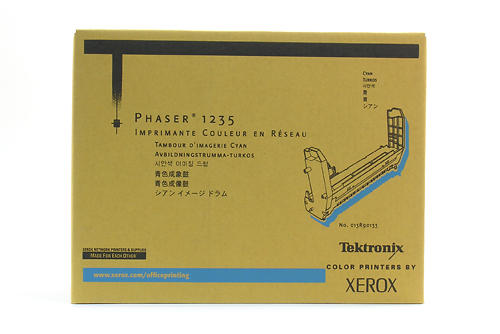 PHASER® 1235
IMPRIMANTE COULEUR EN RÉSEAU
TAMBOUR D'IMAGERIE CYAN
AVBILDNINGSTRUMMA-TURKOS
시안색 이미징 드럼
青色成象鼓
青色成像鼓
シアン イメージ ドラム
CYAN
TURKOS
시안색
青
青
シアン
No. 013R90133
Tektronix
COLOR PRINTERS BY
XEROX
XEROX NETWORK PRINTERS & SUPPLIES
MADE FOR EACH OTHER
www.xerox.com/officeprinting